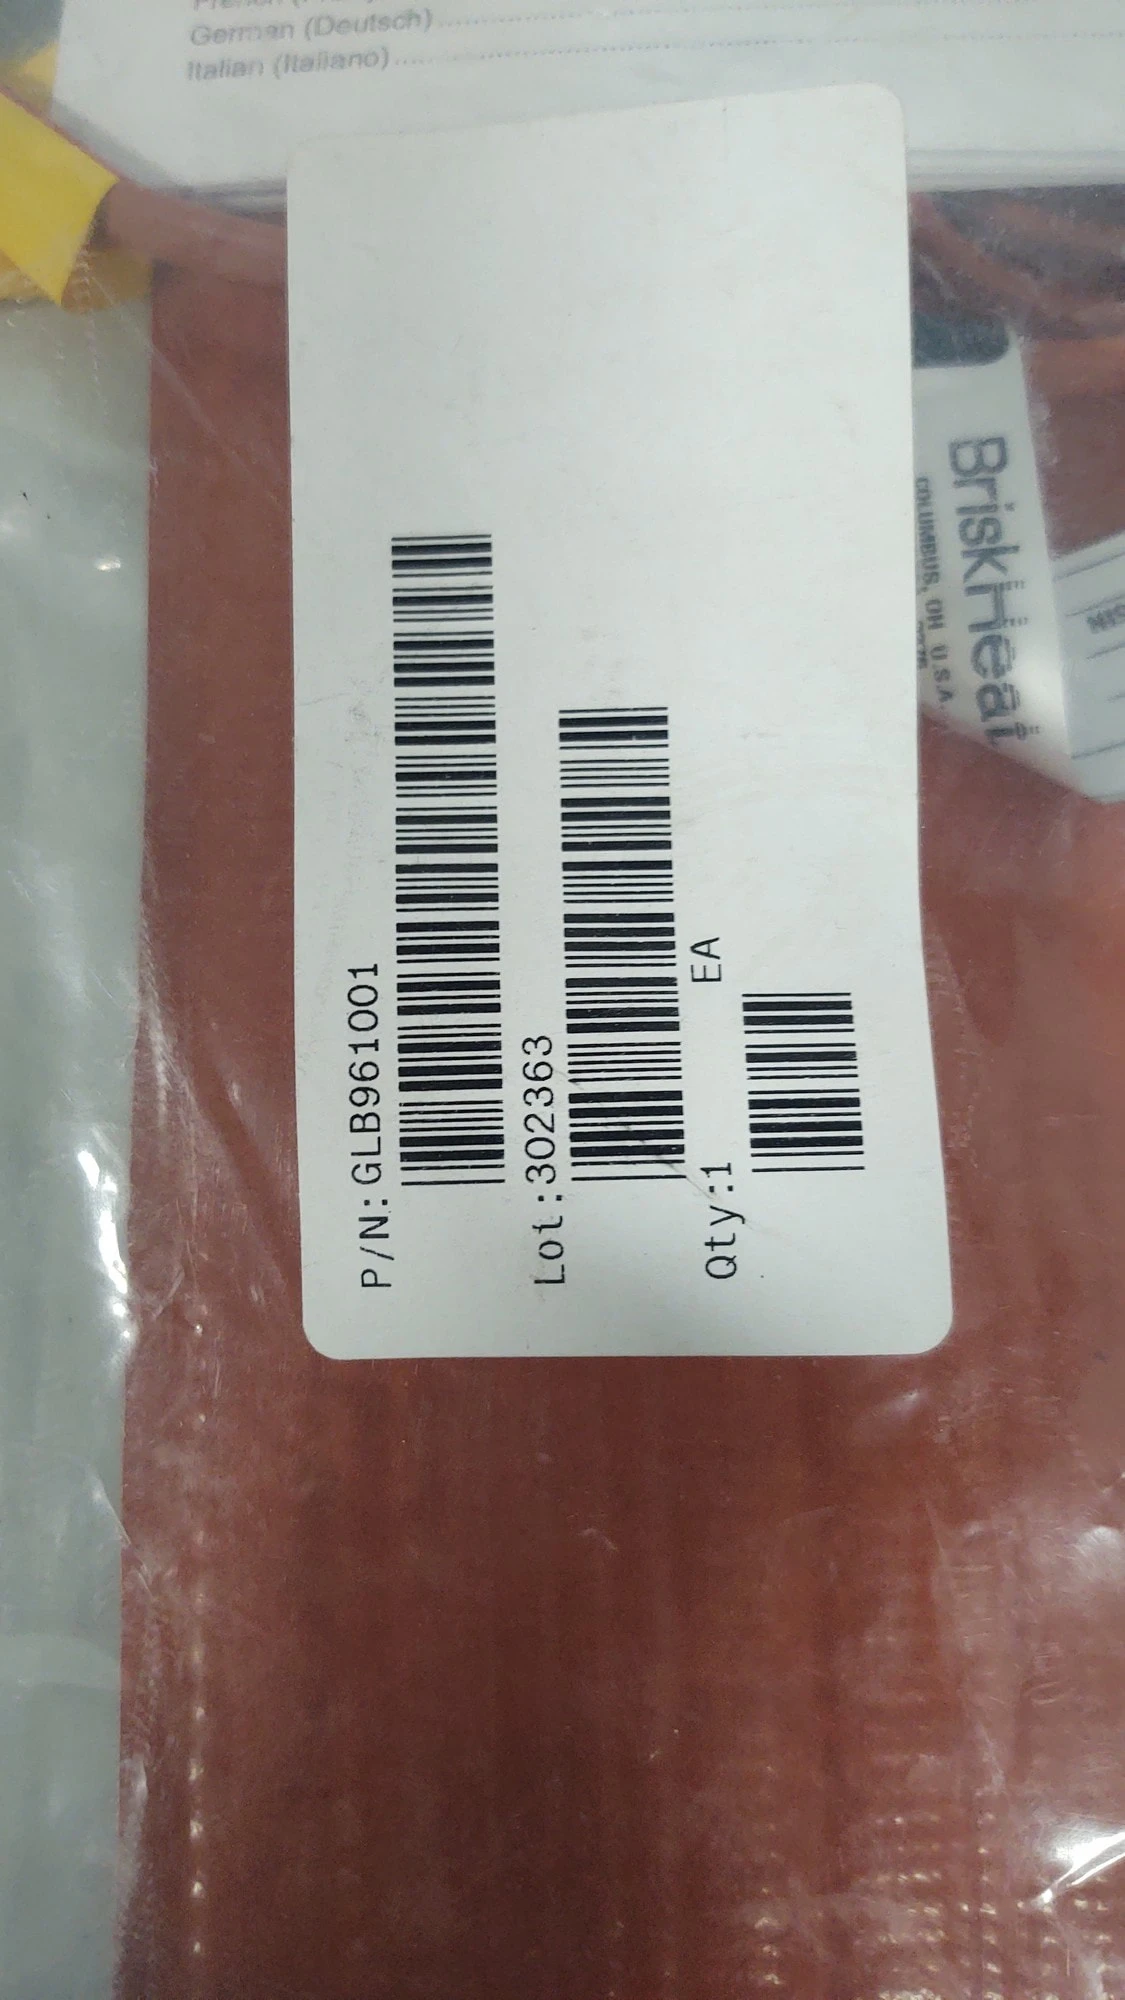 German (Deutsch)
Italian (Italiano)
P/N:GLB961001
Lot:302363
Qty:1 EA
BriskHeat
COLUMBUS, OH U.S.A.